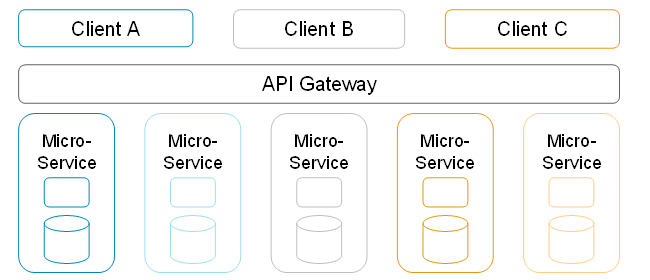 Client A
Client B
Client C
API Gateway
Micro-
Service
Micro-
Service
Micro-
Service
Micro-
Service
Micro-
Service